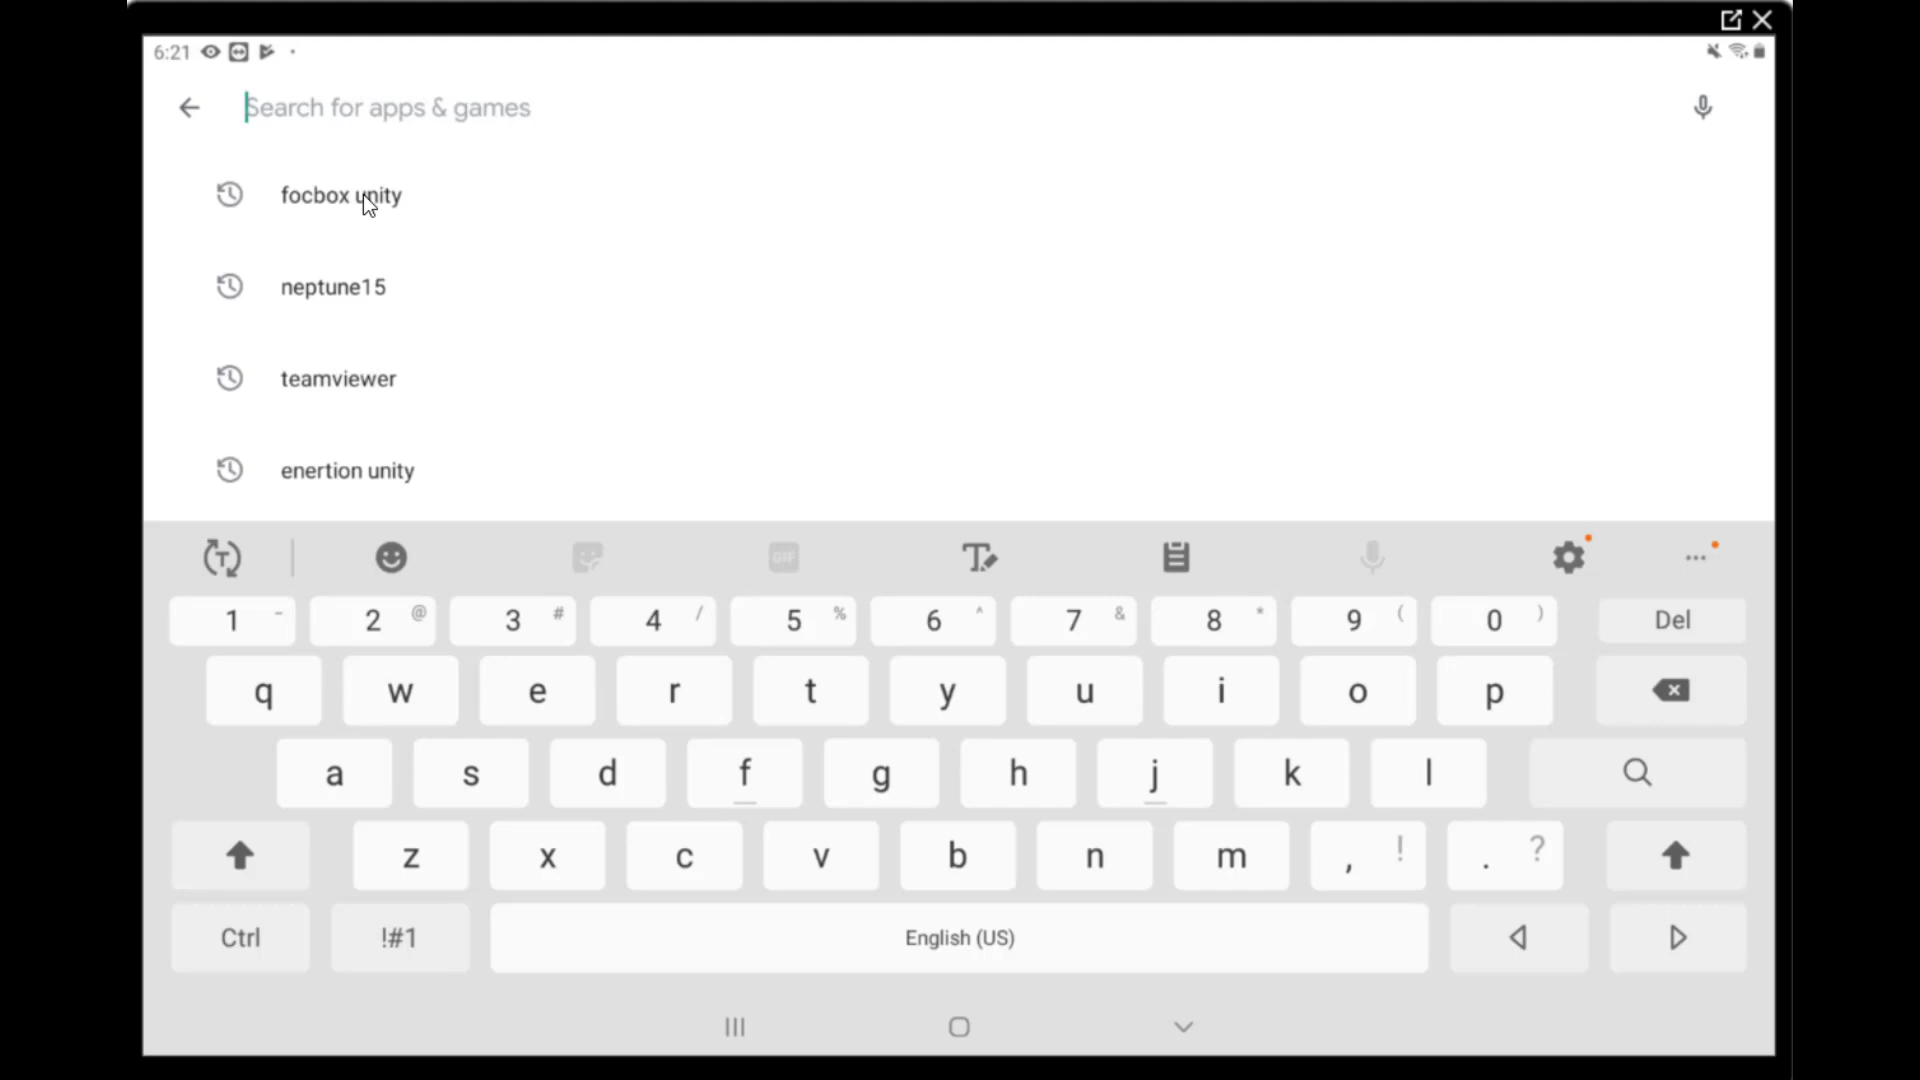 6:21
Search for apps & games
focbox unity
neptune15
teamviewer
enertion unity
GIF
1 - 2 @ 3 # 4 / 5 % 6 ^ 7 & 8 * 9 ( 0 ) Del
q w e r t y u i o p
a s d f g h j k l
z x c v b n m , ! . ?
Ctrl !#1 English (US)